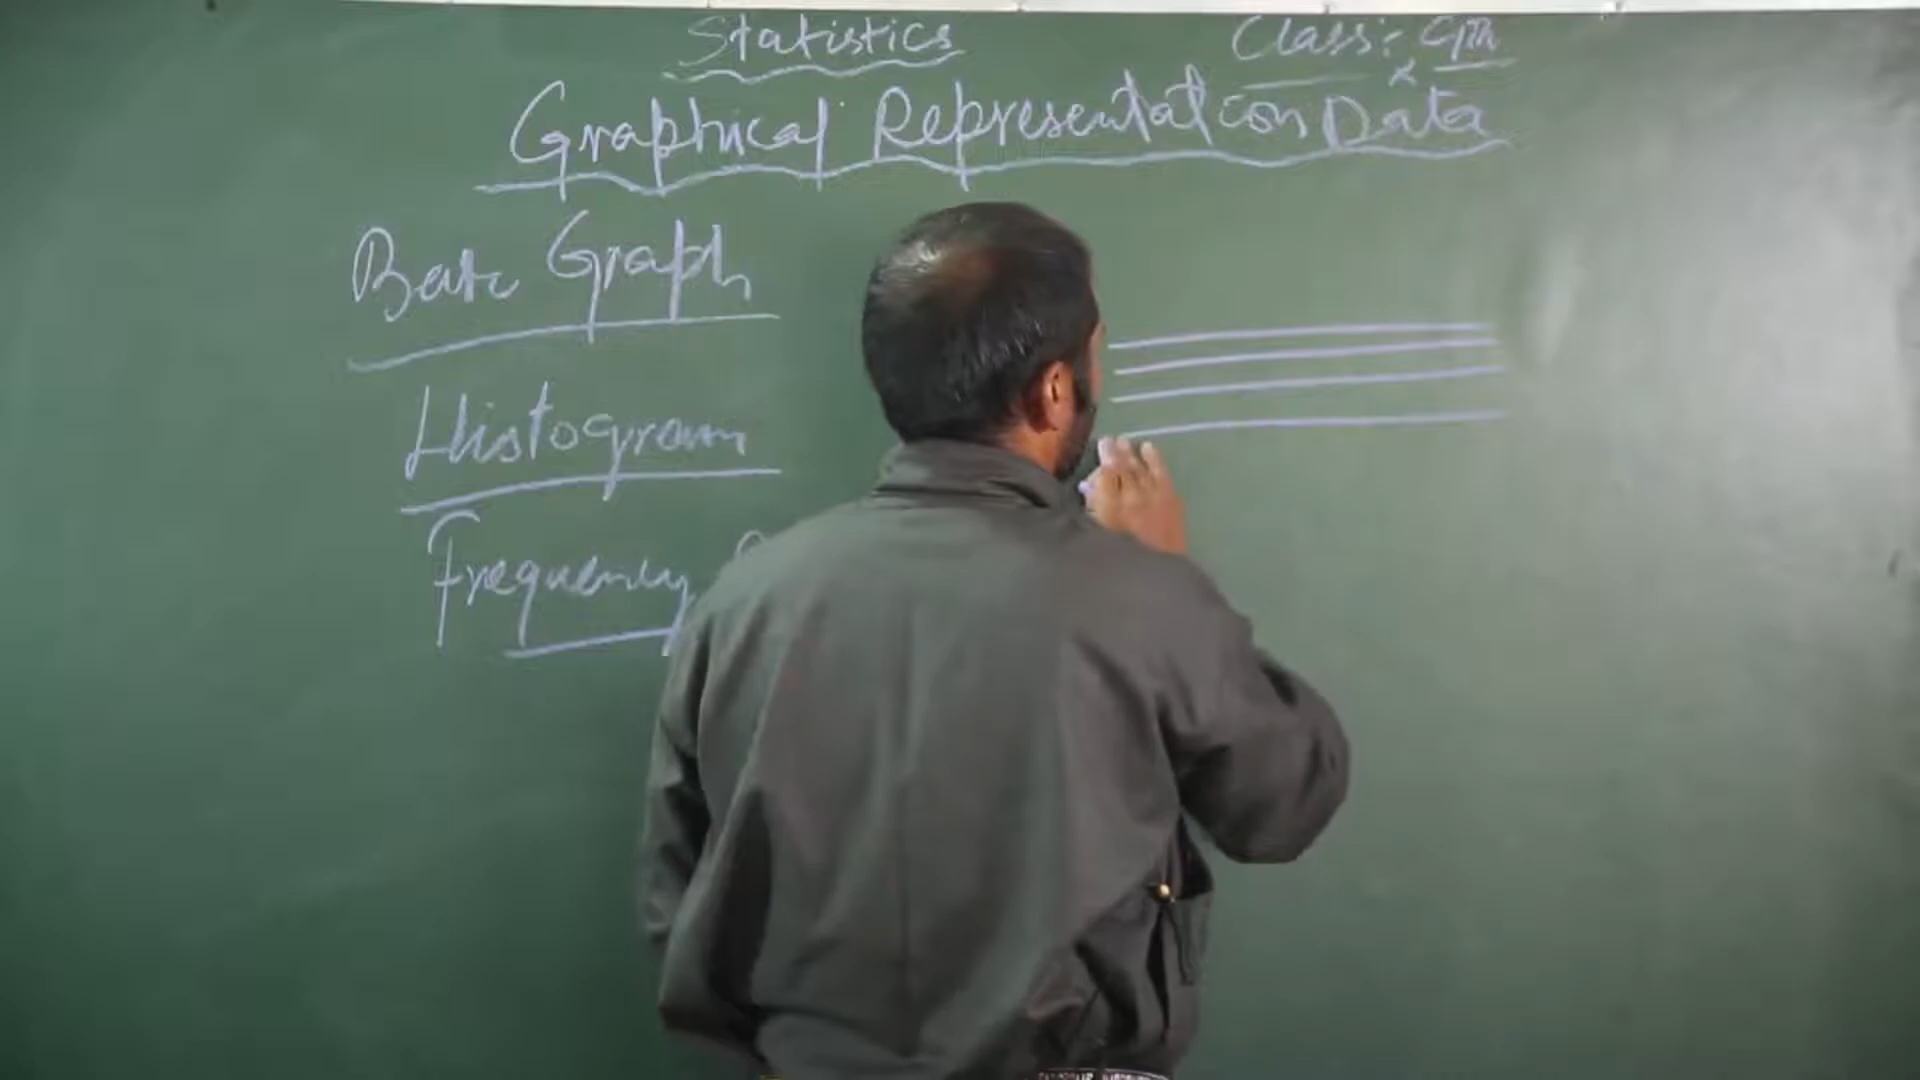 Statistics
Class: 9th
Graphical Representation Data
Bar Graph
Histogram
Frequency